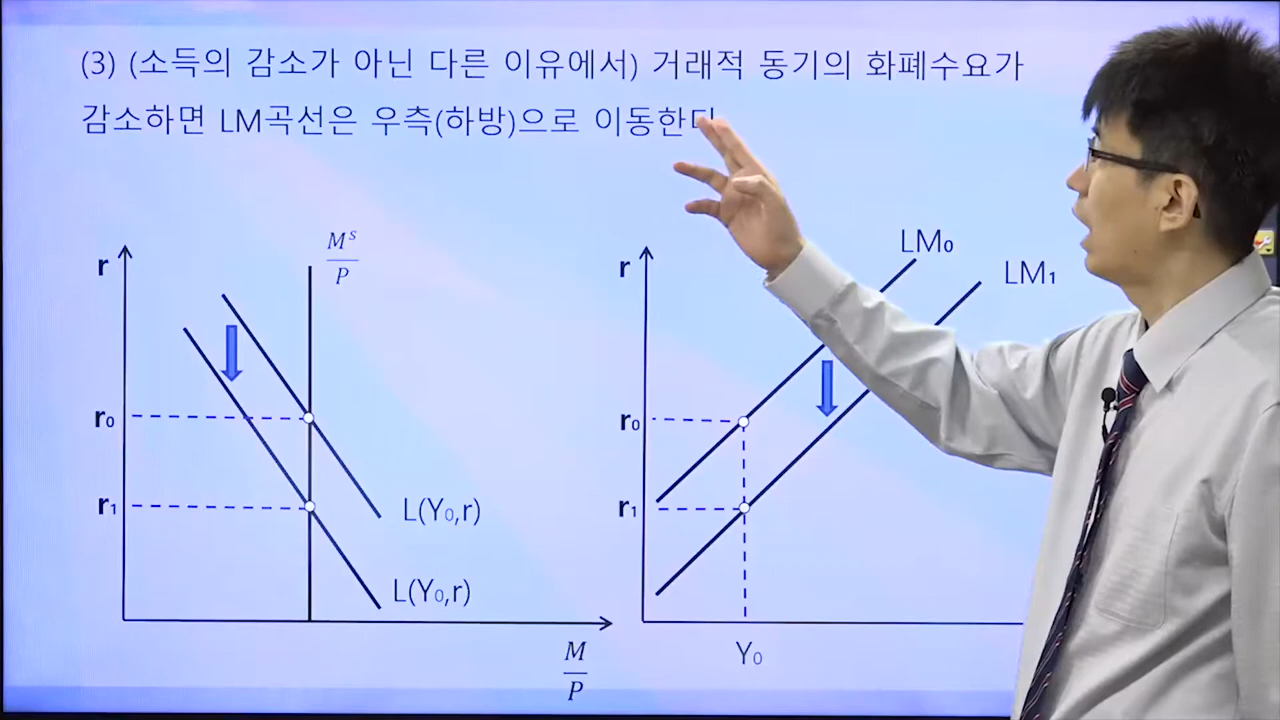 (3) (소득의 감소가 아닌 다른 이유에서) 거래적 동기의 화폐수요가
감소하면 LM곡선은 우측(하방)으로 이동한다
r
M^S/P
r₀
r₁
L(Y₀,r)
L(Y₀,r)
M/P
r
LM₀
LM₁
r₀
r₁
Y₀